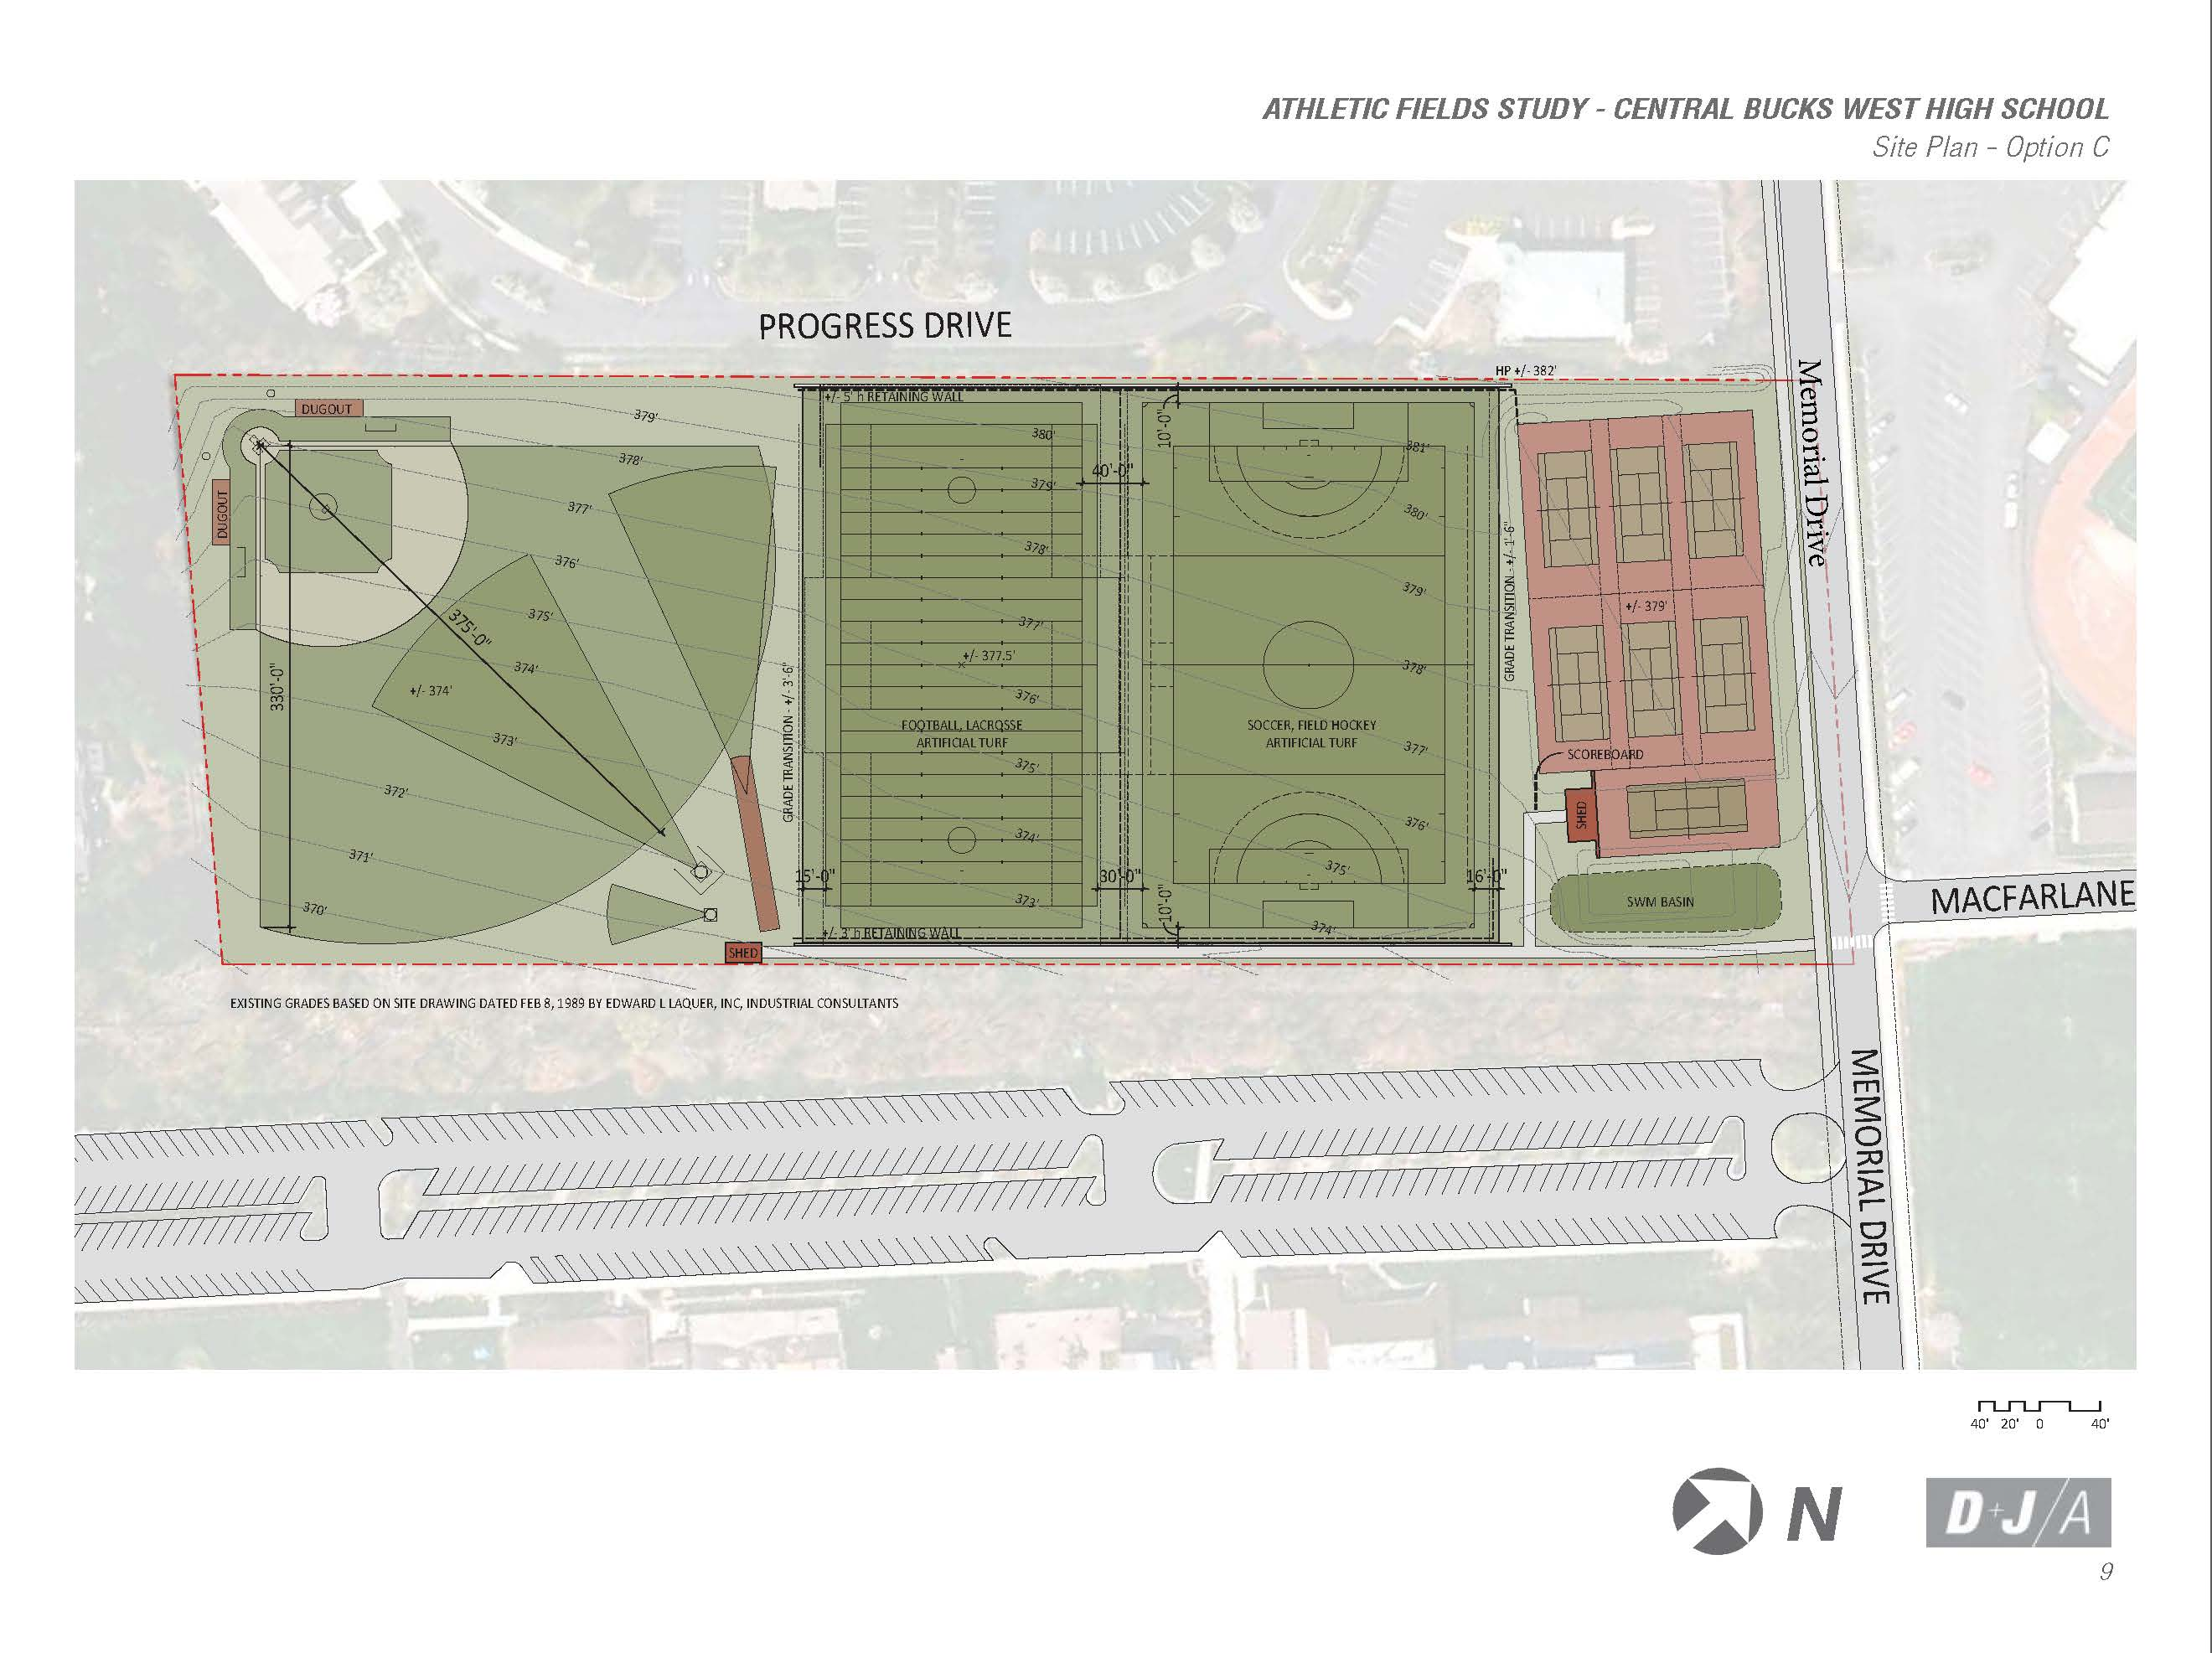 ATHLETIC FIELDS STUDY - CENTRAL BUCKS WEST HIGH SCHOOL
Site Plan - Option C
PROGRESS DRIVE
HP +/- 382'
Memorial Drive
+/- 5' h RETAINING WALL
DUGOUT
DUGOUT
379'
378'
377'
376'
375'
374'
373'
372'
371'
370'
375'-0"
330'-0"
+/- 374'
GRADE TRANSITION - +/- 3'-6"
380'
379'
378'
377'
+/- 377.5'
376'
FOOTBALL, LACROSSE
ARTIFICIAL TURF
375'
374'
373'
40'-0"
10'-0"
15'-0"
30'-0"
10'-0"
16'-0"
381'
380'
379'
378'
SOCCER, FIELD HOCKEY
ARTIFICIAL TURF
377'
376'
375'
374'
GRADE TRANSITION - +/- 1'-6"
+/- 379'
SCOREBOARD
SHED
SWM BASIN
MACFARLANE
+/- 3' h RETAINING WALL
SHED
EXISTING GRADES BASED ON SITE DRAWING DATED FEB 8, 1989 BY EDWARD L LAQUER, INC, INDUSTRIAL CONSULTANTS
MEMORIAL DRIVE
40' 20' 0 40'
N
D+J/A
9